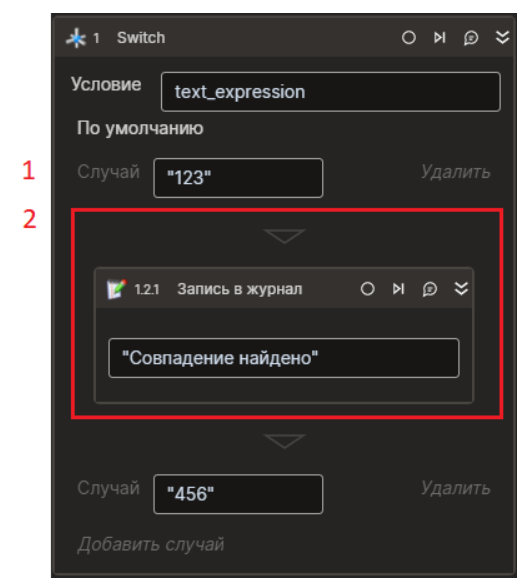 1 Switch
Условие text_expression
По умолчанию
1 Случай "123" Удалить
2
1.2.1 Запись в журнал
"Совпадение найдено"
Случай "456" Удалить
Добавить случай